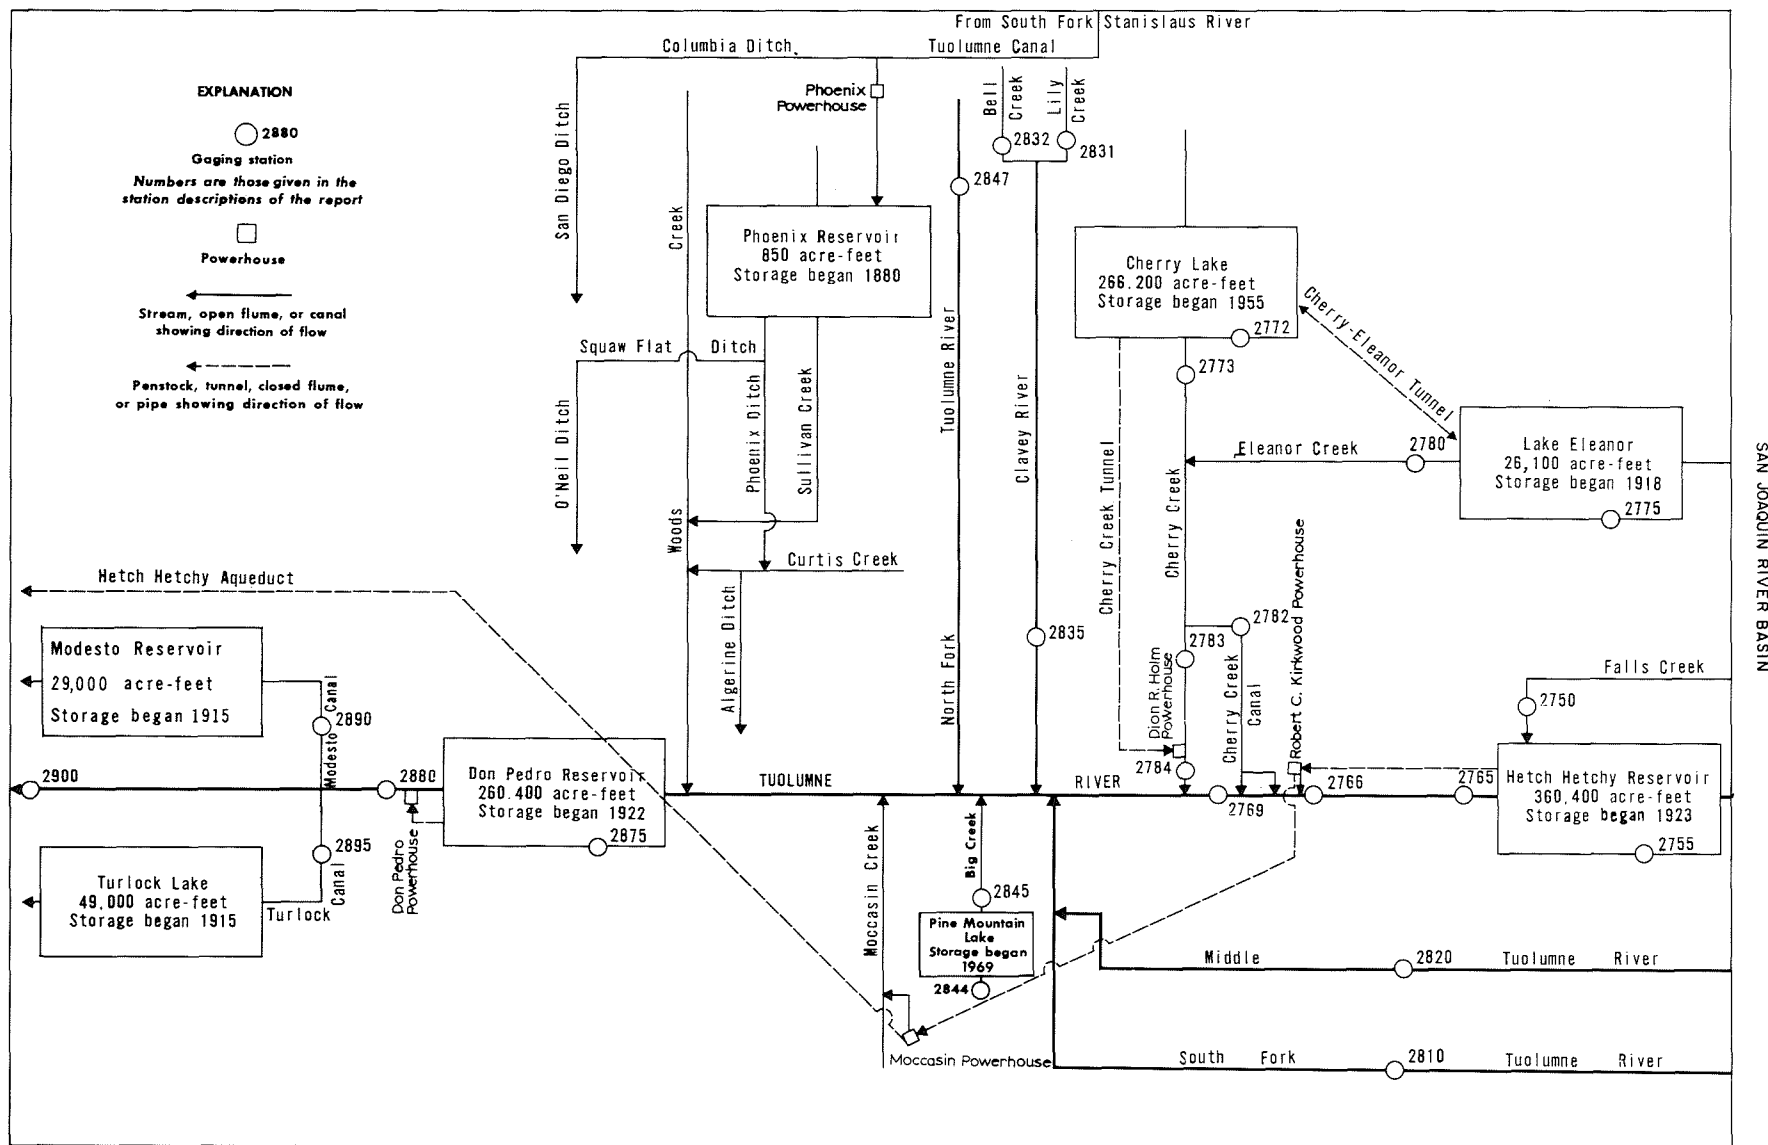 From South Fork Stanislaus River
Columbia Ditch
Tuolumne Canal
EXPLANATION
2880
Gaging station
Numbers are those given in the
station descriptions of the report
Powerhouse
Stream, open flume, or canal
showing direction of flow
Penstock, tunnel, closed flume,
or pipe showing direction of flow
San Diego Ditch
Phoenix
Powerhouse
Bell
Creek
Lily
Creek
2832
2831
2847
Creek
Phoenix Reservoir
850 acre-feet
Storage began 1880
Cherry Lake
266.200 acre-feet
Storage began 1955
2772
2773
Cherry-Eleanor Tunnel
Squaw Flat Ditch
O'Neil Ditch
Phoenix Ditch
Sullivan Creek
Tuolumne River
Clavey River
Cherry Creek Tunnel
Cherry Creek
Eleanor Creek
2780
Lake Eleanor
26,100 acre-feet
Storage began 1918
2775
SAN JOAQUIN RIVER BASIN
Woods
Curtis Creek
Algerine Ditch
Hetch Hetchy Aqueduct
Modesto Reservoir
29,000 acre-feet
Storage began 1915
2890
Modesto Canal
North Fork
2835
2782
2783
Dion R. Holm
Powerhouse
Cherry Creek
Canal
Robert C. Kirkwood Powerhouse
Falls Creek
2750
2784
2900
2880
Don Pedro Reservoir
260.400 acre-feet
Storage began 1922
2875
TUOLUMNE RIVER
2769
2766
2765
Hetch Hetchy Reservoir
360,400 acre-feet
Storage began 1923
2755
Don Pedro
Powerhouse
2895
Turlock Canal
Turlock Lake
49,000 acre-feet
Storage began 1915
Moccasin Creek
Big Creek
2845
Pine Mountain
Lake
Storage began
1969
2844
Moccasin Powerhouse
Middle 2820 Tuolumne River
South Fork 2810 Tuolumne River